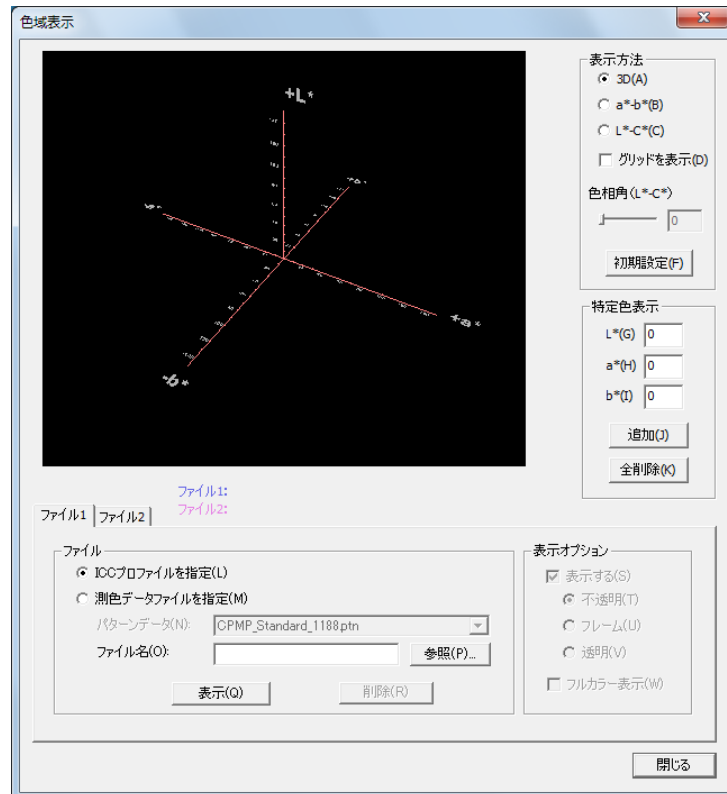 色域表示
+L*
+a*
-b*
表示方法
3D(A)
a*-b*(B)
L*-C*(C)
グリッドを表示(D)
色相角(L*-C*)
0
初期設定(F)
特定色表示
L*(G) 0
a*(H) 0
b*(I) 0
追加(J)
全削除(K)
ファイル1:
ファイル2:
ファイル1 ファイル2
ファイル
ICCプロファイルを指定(L)
測色データファイルを指定(M)
パターンデータ(N): CPMP_Standard_1188.ptn
ファイル名(O): 参照(P)...
表示(Q) 削除(R)
表示オプション
表示する(S)
不透明(T)
フレーム(U)
透明(V)
フルカラー表示(W)
閉じる